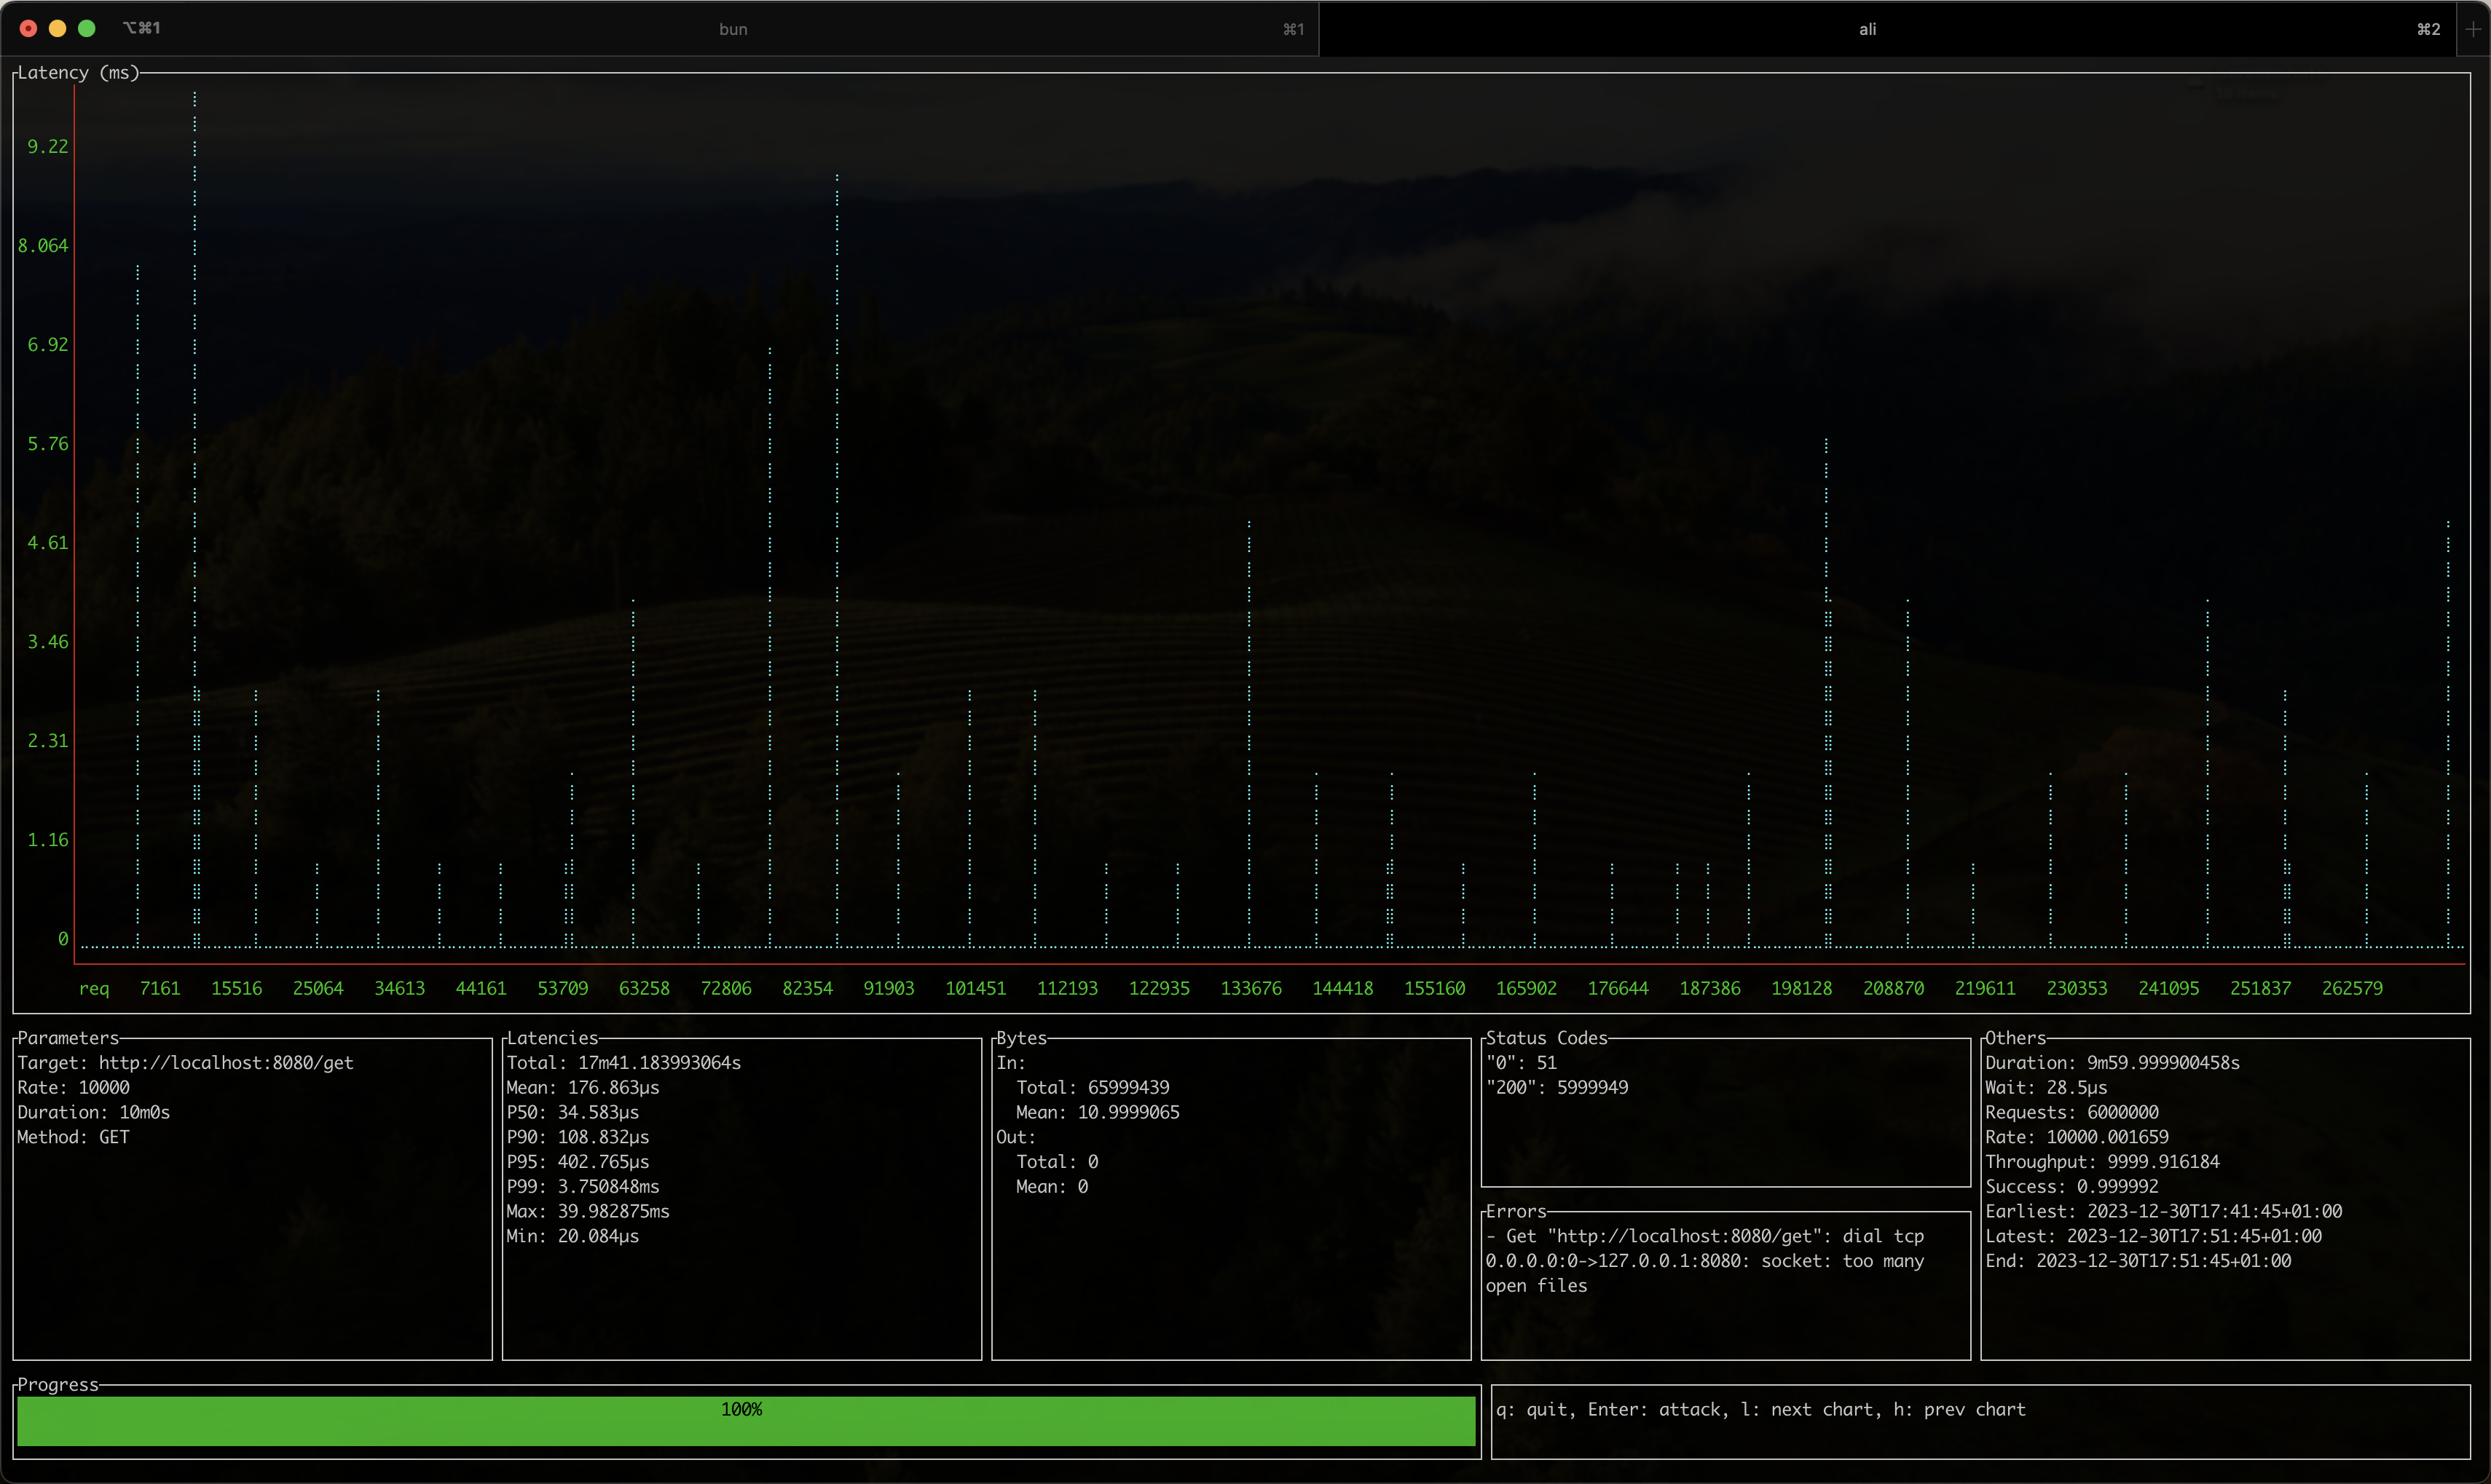 ⌥⌘1 bun ⌘1 ali ⌘2 +
Latency (ms)
9.22
8.064
6.92
5.76
4.61
3.46
2.31
1.16
0
req 7161 15516 25064 34613 44161 53709 63258 72806 82354 91903 101451 112193 122935 133676 144418 155160 165902 176644 187386 198128 208870 219611 230353 241095 251837 262579
Parameters
Target: http://localhost:8080/get
Rate: 10000
Duration: 10m0s
Method: GET
Latencies
Total: 17m41.183993064s
Mean: 176.863µs
P50: 34.583µs
P90: 108.832µs
P95: 402.765µs
P99: 3.750848ms
Max: 39.982875ms
Min: 20.084µs
Bytes
In:
Total: 65999439
Mean: 10.9999065
Out:
Total: 0
Mean: 0
Status Codes
"0": 51
"200": 5999949
Errors
- Get "http://localhost:8080/get": dial tcp
0.0.0.0:0->127.0.0.1:8080: socket: too many
open files
Others
Duration: 9m59.999900458s
Wait: 28.5µs
Requests: 6000000
Rate: 10000.001659
Throughput: 9999.916184
Success: 0.999992
Earliest: 2023-12-30T17:41:45+01:00
Latest: 2023-12-30T17:51:45+01:00
End: 2023-12-30T17:51:45+01:00
Progress
100%
q: quit, Enter: attack, l: next chart, h: prev chart